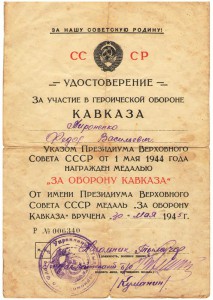 ЗА НАШУ СОВЕТСКУЮ РОДИНУ!
СС СР
УДОСТОВЕРЕНИЕ
ЗА УЧАСТИЕ В ГЕРОИЧЕСКОЙ ОБОРОНЕ
КАВКАЗА
Федор Васильевич
УКАЗОМ ПРЕЗИДИУМА ВЕРХОВНОГО
СОВЕТА СССР ОТ 1 МАЯ 1944 ГОДА
НАГРАЖДЕН МЕДАЛЬЮ
„ЗА ОБОРОНУ КАВКАЗА"
ОТ ИМЕНИ ПРЕЗИДИУМА ВЕРХОВНОГО
СОВЕТА СССР МЕДАЛЬ „ЗА ОБОРОНУ
КАВКАЗА" ВРУЧЕНА 30 мая 194 г.
Р № 006340